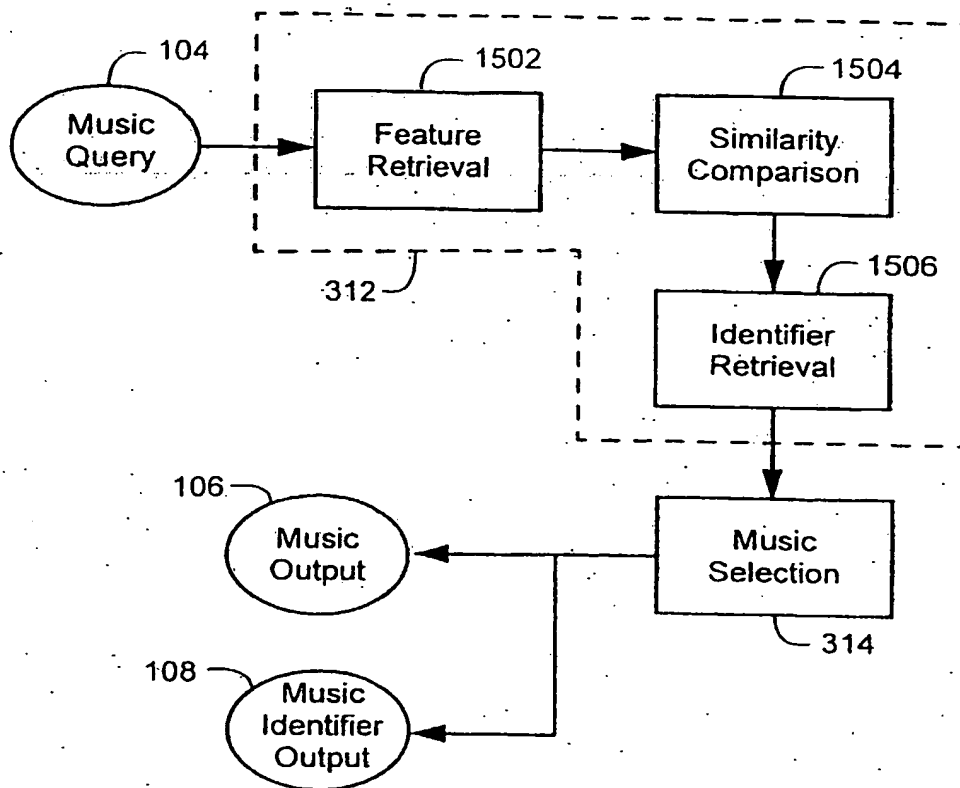 104
Music
Query
1502
Feature
Retrieval
1504
Similarity
Comparison
312
1506
Identifier
Retrieval
106
Music
Output
Music
Selection
314
108
Music
Identifier
Output